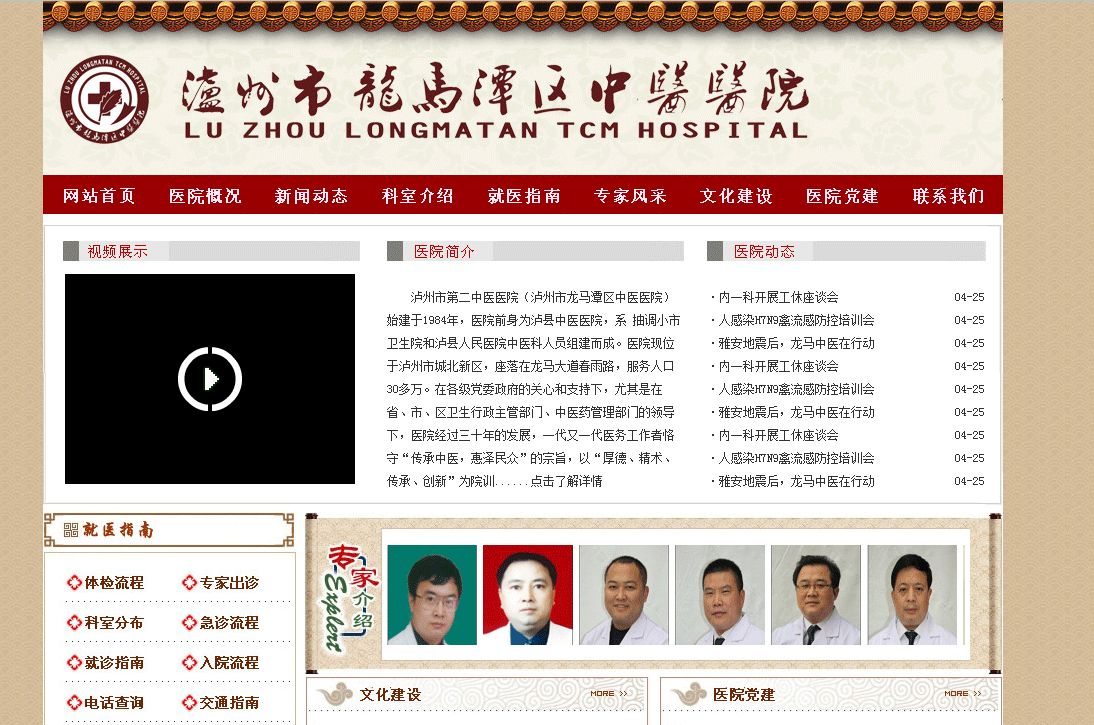 瀘州市龍馬潭区中醫醫院
LU ZHOU LONGMATAN TCM HOSPITAL
LU ZHOU LONGMATAN TCM HOSPITAL
瀘州市龍馬潭区中醫院
网站首页 医院概况 新闻动态 科室介绍 就医指南 专家风采 文化建设 医院党建 联系我们
视频展示
医院简介
泸州市第二中医医院（泸州市龙马潭区中医医院）
始建于1984年，医院前身为泸县中医医院，系 抽调小市
卫生院和泸县人民医院中医科人员组建而成。医院现位
于泸州市城北新区，座落在龙马大道春雨路，服务人口
30多万。在各级党委政府的关心和支持下，尤其是在
省、市、区卫生行政主管部门、中医药管理部门的领导
下，医院经过三十年的发展，一代又一代医务工作者恪
守“传承中医，惠泽民众”的宗旨，以“厚德、精术、
传承、创新”为院训......点击了解详情
医院动态
·内一科开展工休座谈会 04-25
·人感染H7N9禽流感防控培训会 04-25
·雅安地震后，龙马中医在行动 04-25
·内一科开展工休座谈会 04-25
·人感染H7N9禽流感防控培训会 04-25
·雅安地震后，龙马中医在行动 04-25
·内一科开展工休座谈会 04-25
·人感染H7N9禽流感防控培训会 04-25
·雅安地震后，龙马中医在行动 04-25
就医指南
体检流程 专家出诊
科室分布 急诊流程
就诊指南 入院流程
电话查询 交通指南
专家介绍
Explert
文化建设 MORE >>
医院党建 MORE >>